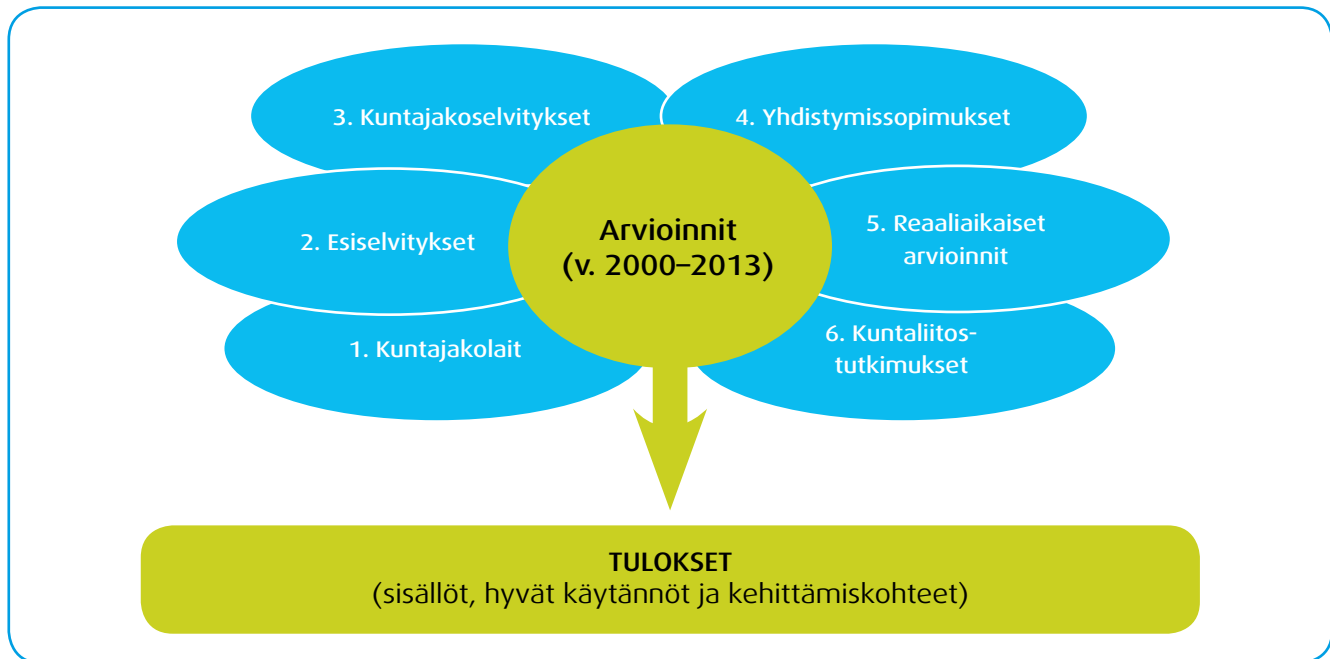 3. Kuntajakoselvitykset
4. Yhdistymissopimukset
2. Esiselvitykset
Arvioinnit
(v. 2000–2013)
5. Reaaliaikaiset
arvioinnit
1. Kuntajakolait
6. Kuntaliitos-
tutkimukset
TULOKSET
(sisällöt, hyvät käytännöt ja kehittämiskohteet)